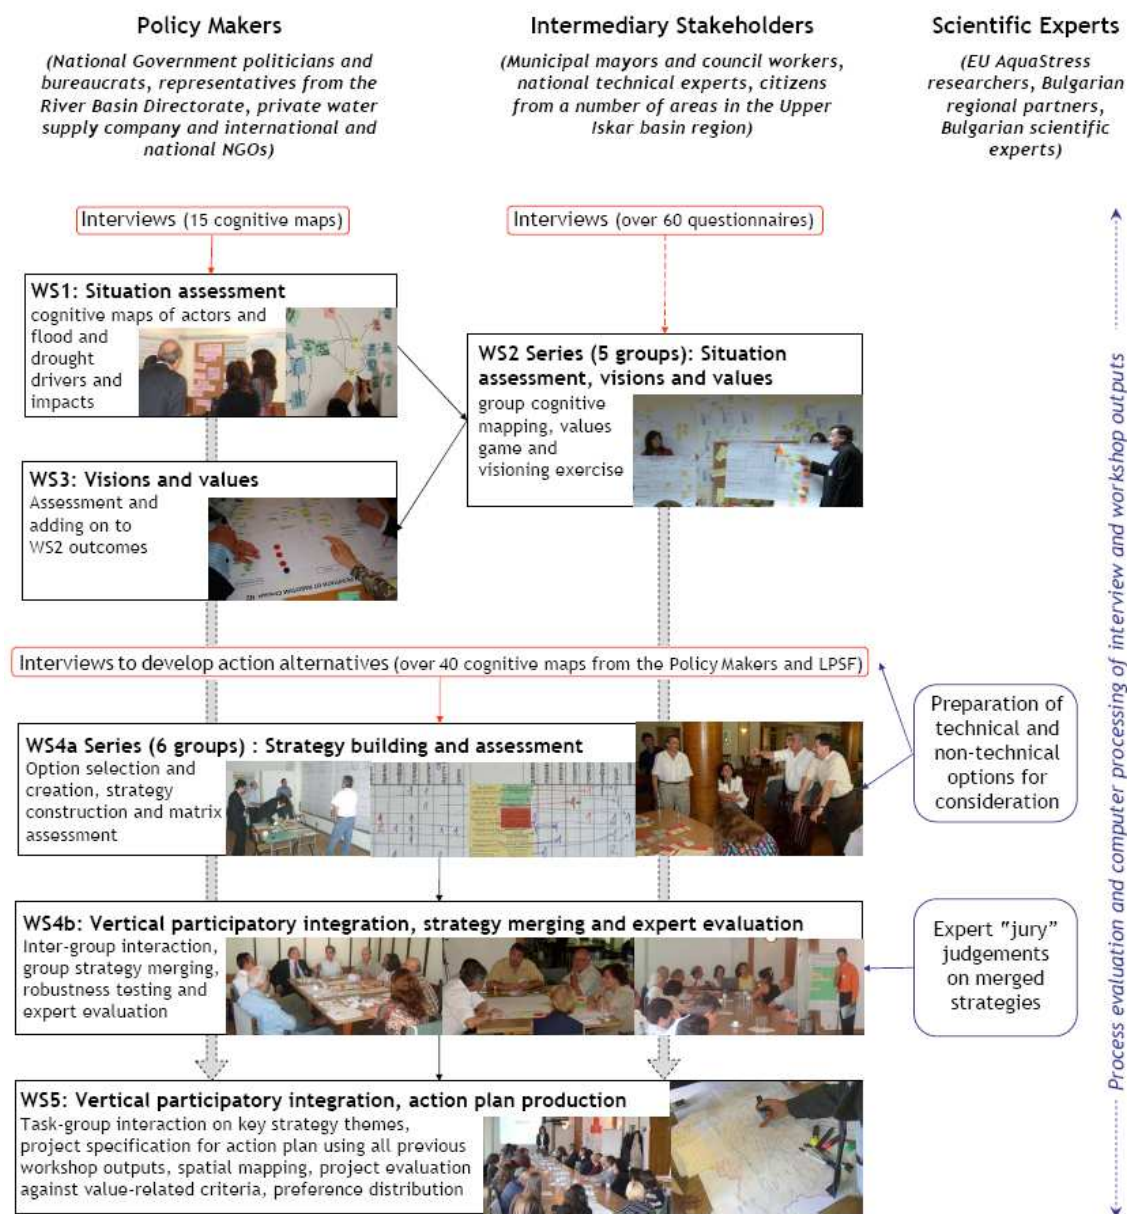 Policy Makers
(National Government politicians and
bureaucrats, representatives from the
River Basin Directorate, private water
supply company and international and
national NGOs)
Intermediary Stakeholders
(Municipal mayors and council workers,
national technical experts, citizens
from a number of areas in the Upper
Iskar basin region)
Scientific Experts
(EU AquaStress
researchers, Bulgarian
regional partners,
Bulgarian scientific
experts)
Interviews (15 cognitive maps)
Interviews (over 60 questionnaires)
WS1: Situation assessment
cognitive maps of actors and
flood and
drought
drivers and
impacts
WS2 Series (5 groups): Situation
assessment, visions and values
group cognitive
mapping, values
game and
visioning exercise
WS3: Visions and values
Assessment and
adding on to
WS2 outcomes
Interviews to develop action alternatives (over 40 cognitive maps from the Policy Makers and LPSF)
Preparation of
technical and
non-technical
options for
consideration
WS4a Series (6 groups) : Strategy building and assessment
Option selection and
creation, strategy
construction and matrix
assessment
WS4b: Vertical participatory integration, strategy merging and expert evaluation
Inter-group interaction,
group strategy merging,
robustness testing and
expert evaluation
Expert "jury"
judgements
on merged
strategies
WS5: Vertical participatory integration, action plan production
Task-group interaction on key strategy themes,
project specification for action plan using all previous
workshop outputs, spatial mapping, project evaluation
against value-related criteria, preference distribution
Process evaluation and computer processing of interview and workshop outputs